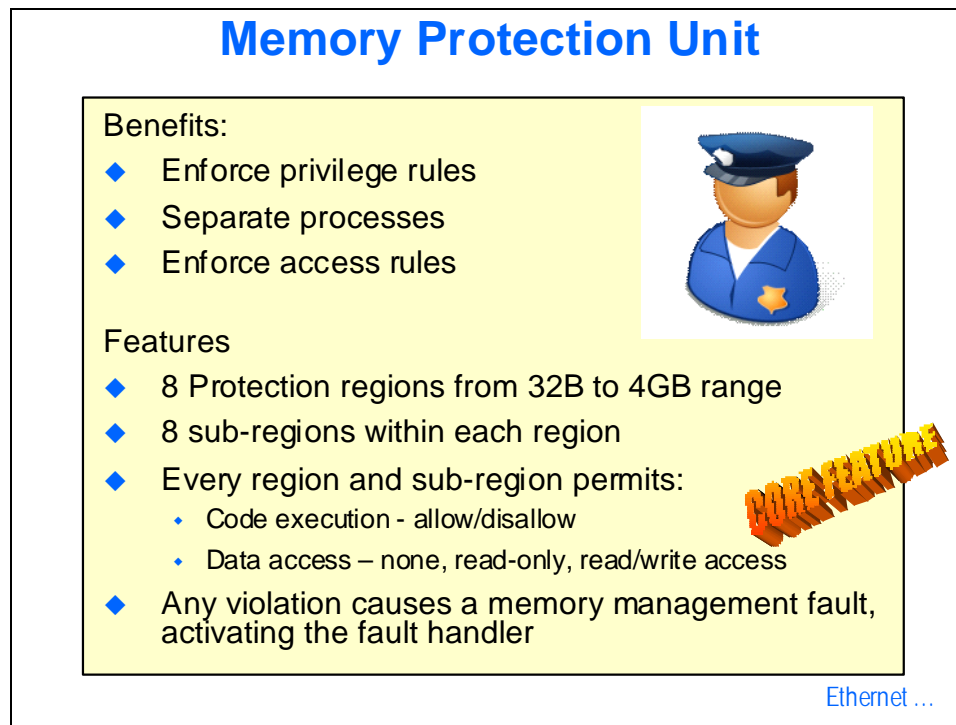 Memory Protection Unit
Benefits:
◆ Enforce privilege rules
◆ Separate processes
◆ Enforce access rules
Features
◆ 8 Protection regions from 32B to 4GB range
◆ 8 sub-regions within each region
◆ Every region and sub-region permits:
◆ Code execution - allow/disallow
◆ Data access – none, read-only, read/write access
◆ Any violation causes a memory management fault,
activating the fault handler
CORE FEATURE
Ethernet ...